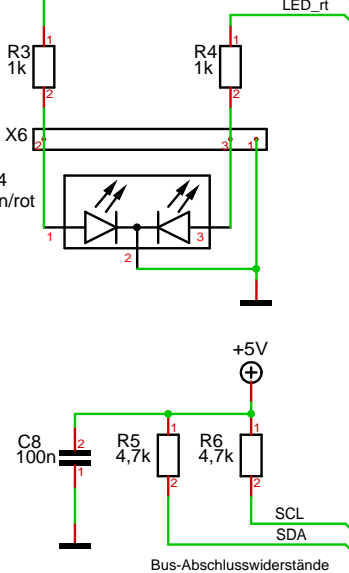 LED_rt
1
1
R3
1k
R4
1k
2
2
X6
2
3
1
4
n/rot
1
3
2
+5V
C8
100n
2
1
R5
4,7k
1
2
R6
4,7k
1
2
SCL
SDA
Bus-Abschlusswiderstände